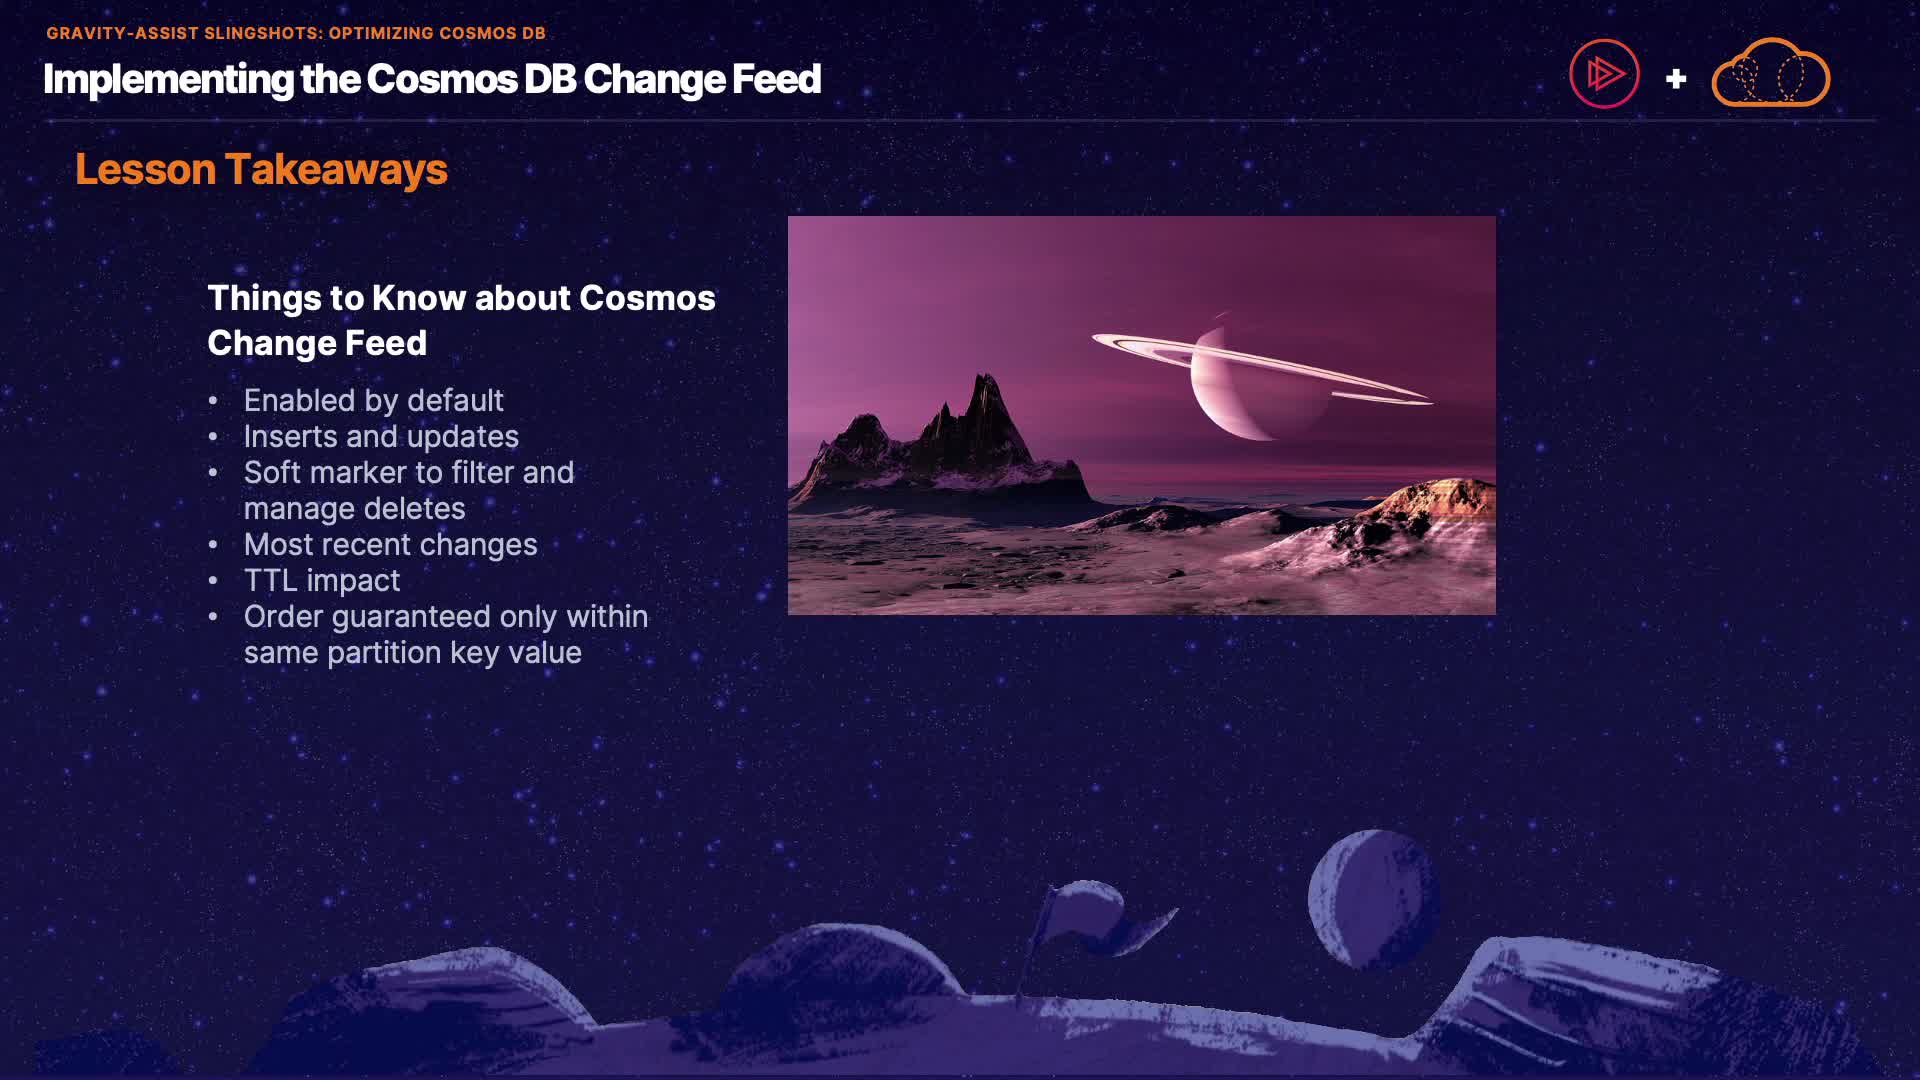 GRAVITY-ASSIST SLINGSHOTS: OPTIMIZING COSMOS DB
Implementing the Cosmos DB Change Feed
+
Lesson Takeaways
Things to Know about Cosmos
Change Feed
• Enabled by default
• Inserts and updates
• Soft marker to filter and
manage deletes
• Most recent changes
• TTL impact
• Order guaranteed only within
same partition key value